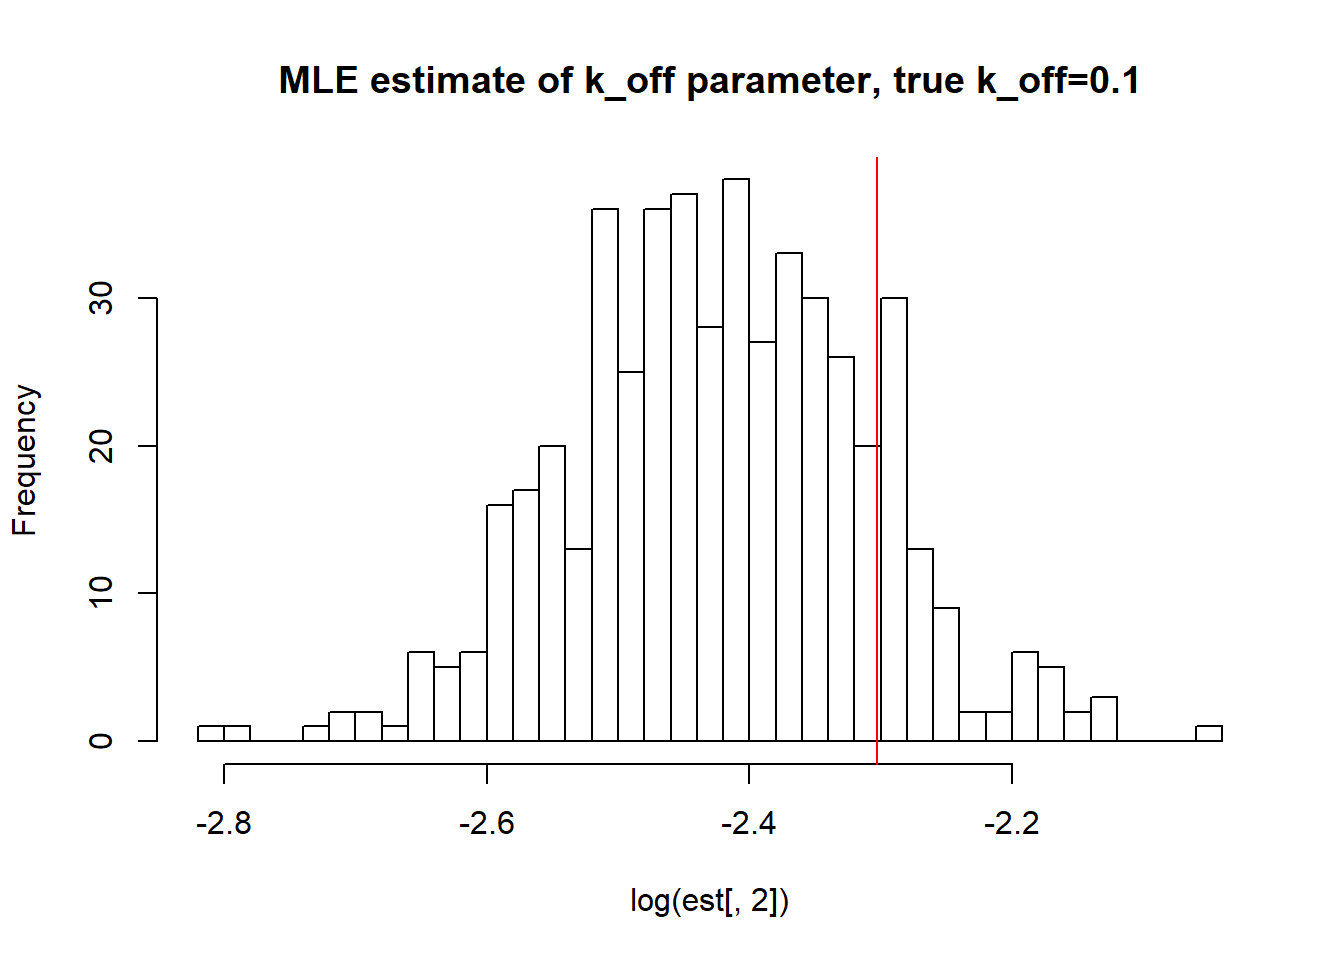 MLE estimate of k_off parameter, true k_off=0.1
Frequency
30
20
10
0
-2.8 -2.6 -2.4 -2.2
log(est[, 2])